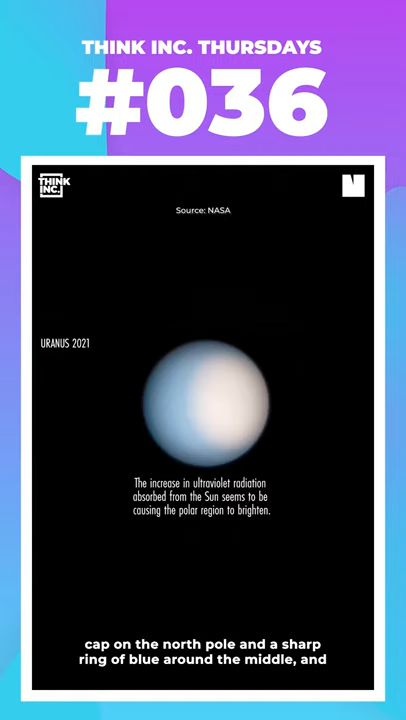 THINK INC. THURSDAYS
#036
THINK
INC.
N
Source: NASA
URANUS 2021
The increase in ultraviolet radiation
absorbed from the Sun seems to be
causing the polar region to brighten.
cap on the north pole and a sharp
ring of blue around the middle, and